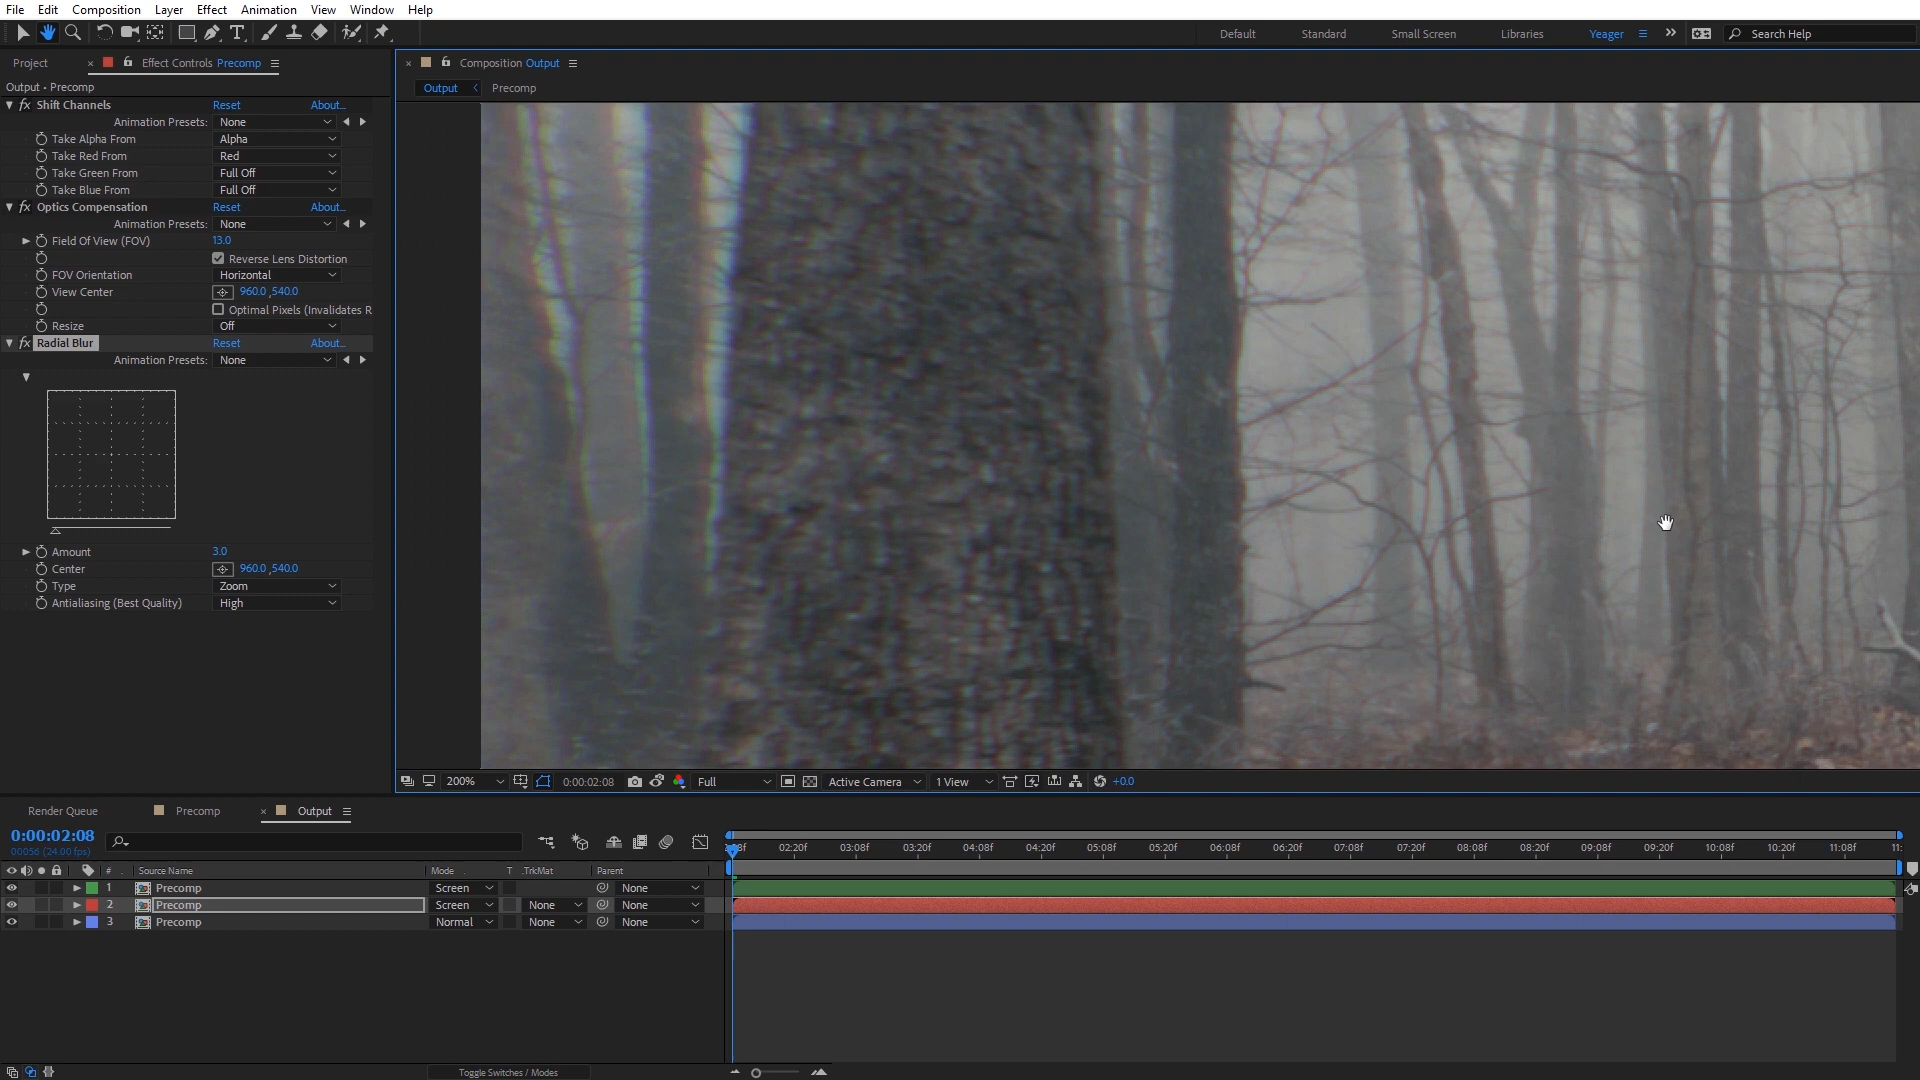 File Edit Composition Layer Effect Animation View Window Help
Default Standard Small Screen Libraries Yeager Search Help
Project × Effect Controls Precomp × Composition Output
Output • Precomp
Output Precomp
fx Shift Channels Reset About...
Animation Presets: None
Take Alpha From Alpha
Take Red From Red
Take Green From Full Off
Take Blue From Full Off
fx Optics Compensation Reset About...
Animation Presets: None
Field Of View (FOV) 13.0
Reverse Lens Distortion
FOV Orientation Horizontal
View Center 960.0,540.0
Optimal Pixels (Invalidates R
Resize Off
fx Radial Blur Reset About...
Animation Presets: None
Amount 3.0
Center 960.0,540.0
Type Zoom
Antialiasing (Best Quality) High
200% 0:00:02:08 Full Active Camera 1 View +0.0
Render Queue Precomp × Output
0:00:02:08
00056 (24.00 fps)
02:20f 03:08f 03:20f 04:08f 04:20f 05:08f 05:20f 06:08f 06:20f 07:08f 07:20f 08:08f 08:20f 09:08f 09:20f 10:08f 10:20f 11:08f 11:
# Source Name Mode T .TrkMat Parent
1 Precomp Screen None
2 Precomp Screen None None
3 Precomp Normal None None
Toggle Switches / Modes